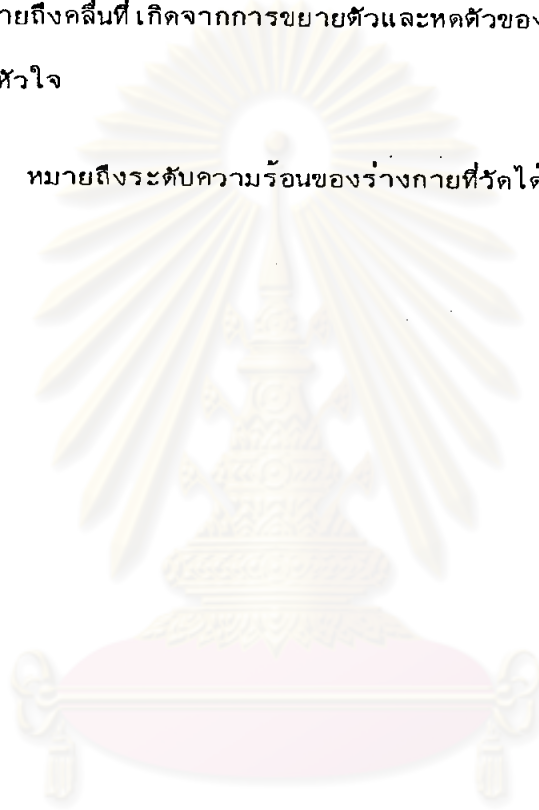 ายถึงคลื่นที่เกิดจากการขยายตัวและหดตัวของ
หัวใจ
หมายถึงระดับความร้อนของร่างกายที่วัดได้